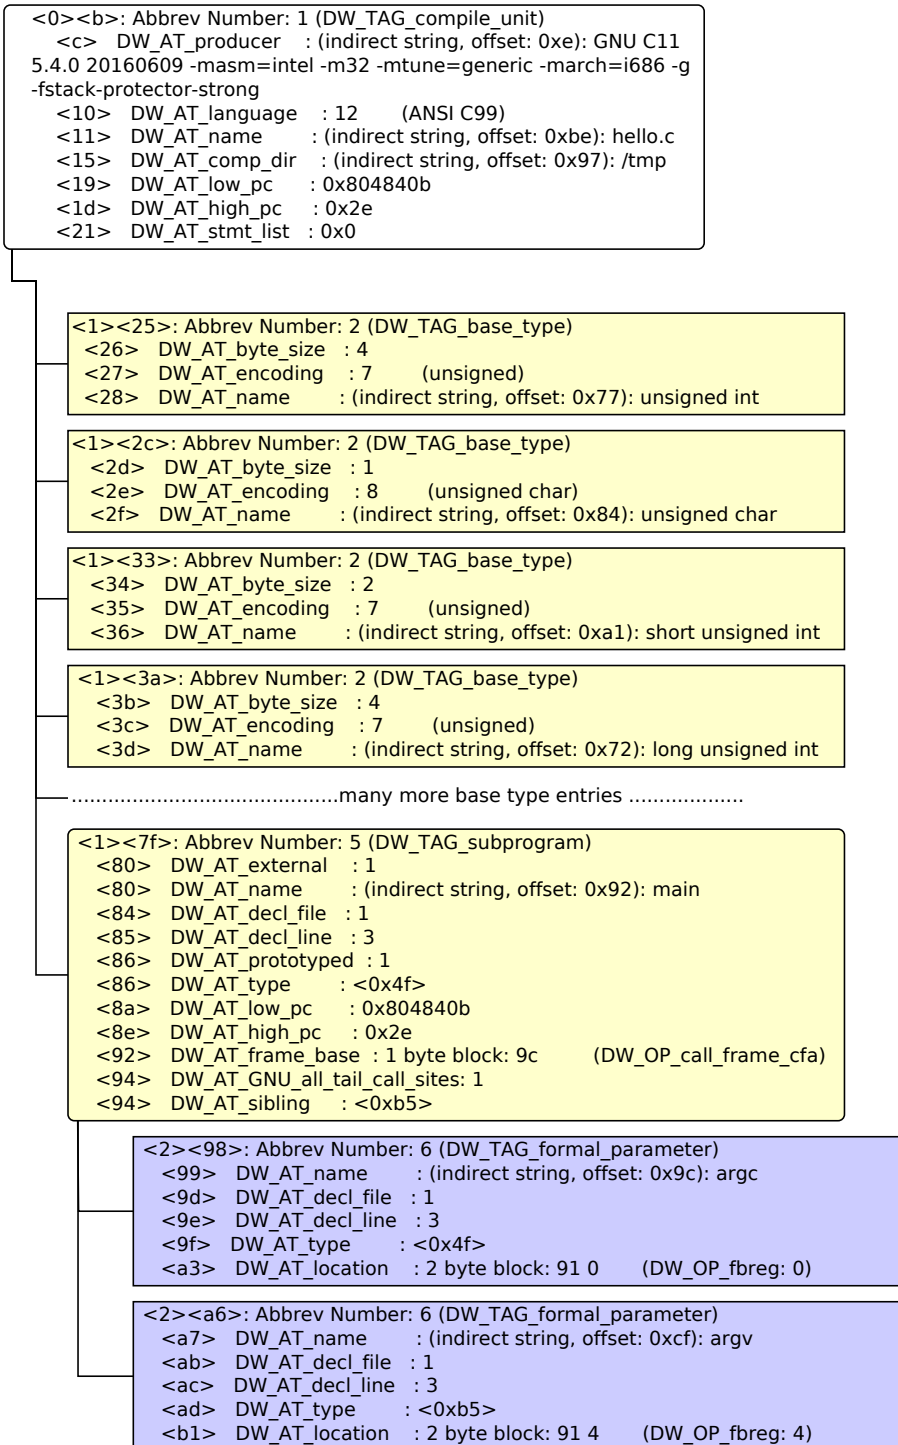 <0><b>: Abbrev Number: 1 (DW_TAG_compile_unit)
<c> DW_AT_producer : (indirect string, offset: 0xe): GNU C11
5.4.0 20160609 -masm=intel -m32 -mtune=generic -march=i686 -g
-fstack-protector-strong
<10> DW_AT_language : 12 (ANSI C99)
<11> DW_AT_name : (indirect string, offset: 0xbe): hello.c
<15> DW_AT_comp_dir : (indirect string, offset: 0x97): /tmp
<19> DW_AT_low_pc : 0x804840b
<1d> DW_AT_high_pc : 0x2e
<21> DW_AT_stmt_list : 0x0
<1><25>: Abbrev Number: 2 (DW_TAG_base_type)
<26> DW_AT_byte_size : 4
<27> DW_AT_encoding : 7 (unsigned)
<28> DW_AT_name : (indirect string, offset: 0x77): unsigned int
<1><2c>: Abbrev Number: 2 (DW_TAG_base_type)
<2d> DW_AT_byte_size : 1
<2e> DW_AT_encoding : 8 (unsigned char)
<2f> DW_AT_name : (indirect string, offset: 0x84): unsigned char
<1><33>: Abbrev Number: 2 (DW_TAG_base_type)
<34> DW_AT_byte_size : 2
<35> DW_AT_encoding : 7 (unsigned)
<36> DW_AT_name : (indirect string, offset: 0xa1): short unsigned int
<1><3a>: Abbrev Number: 2 (DW_TAG_base_type)
<3b> DW_AT_byte_size : 4
<3c> DW_AT_encoding : 7 (unsigned)
<3d> DW_AT_name : (indirect string, offset: 0x72): long unsigned int
............................................many more base type entries ...................
<1><7f>: Abbrev Number: 5 (DW_TAG_subprogram)
<80> DW_AT_external : 1
<80> DW_AT_name : (indirect string, offset: 0x92): main
<84> DW_AT_decl_file : 1
<85> DW_AT_decl_line : 3
<86> DW_AT_prototyped : 1
<86> DW_AT_type : <0x4f>
<8a> DW_AT_low_pc : 0x804840b
<8e> DW_AT_high_pc : 0x2e
<92> DW_AT_frame_base : 1 byte block: 9c (DW_OP_call_frame_cfa)
<94> DW_AT_GNU_all_tail_call_sites: 1
<94> DW_AT_sibling : <0xb5>
<2><98>: Abbrev Number: 6 (DW_TAG_formal_parameter)
<99> DW_AT_name : (indirect string, offset: 0x9c): argc
<9d> DW_AT_decl_file : 1
<9e> DW_AT_decl_line : 3
<9f> DW_AT_type : <0x4f>
<a3> DW_AT_location : 2 byte block: 91 0 (DW_OP_fbreg: 0)
<2><a6>: Abbrev Number: 6 (DW_TAG_formal_parameter)
<a7> DW_AT_name : (indirect string, offset: 0xcf): argv
<ab> DW_AT_decl_file : 1
<ac> DW_AT_decl_line : 3
<ad> DW_AT_type : <0xb5>
<b1> DW_AT_location : 2 byte block: 91 4 (DW_OP_fbreg: 4)